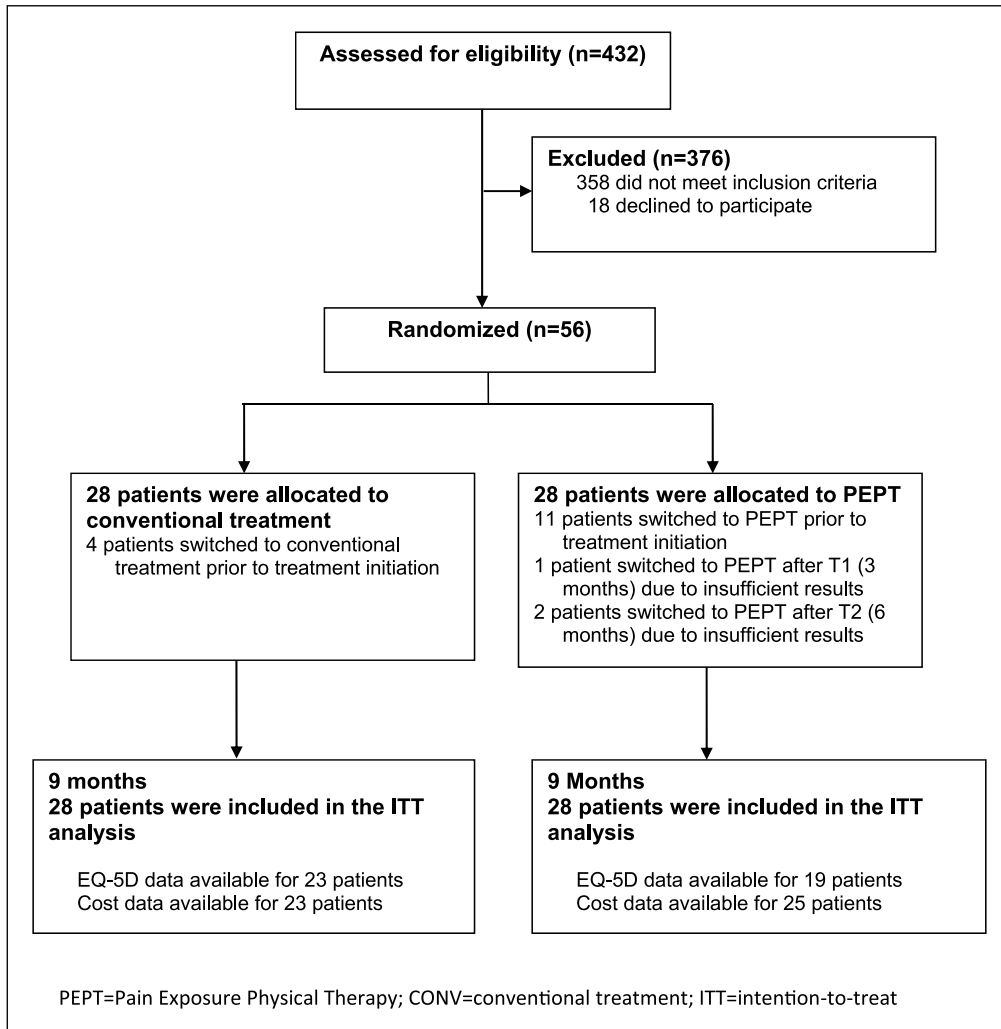 Assessed for eligibility (n=432)
Excluded (n=376)
358 did not meet inclusion criteria
18 declined to participate
Randomized (n=56)
28 patients were allocated to
conventional treatment
4 patients switched to conventional
treatment prior to treatment initiation
28 patients were allocated to PEPT
11 patients switched to PEPT prior to
treatment initiation
1 patient switched to PEPT after T1 (3
months) due to insufficient results
2 patients switched to PEPT after T2 (6
months) due to insufficient results
9 months
28 patients were included in the ITT
analysis
EQ-5D data available for 23 patients
Cost data available for 23 patients
9 Months
28 patients were included in the ITT
analysis
EQ-5D data available for 19 patients
Cost data available for 25 patients
PEPT=Pain Exposure Physical Therapy; CONV=conventional treatment; ITT=intention-to-treat